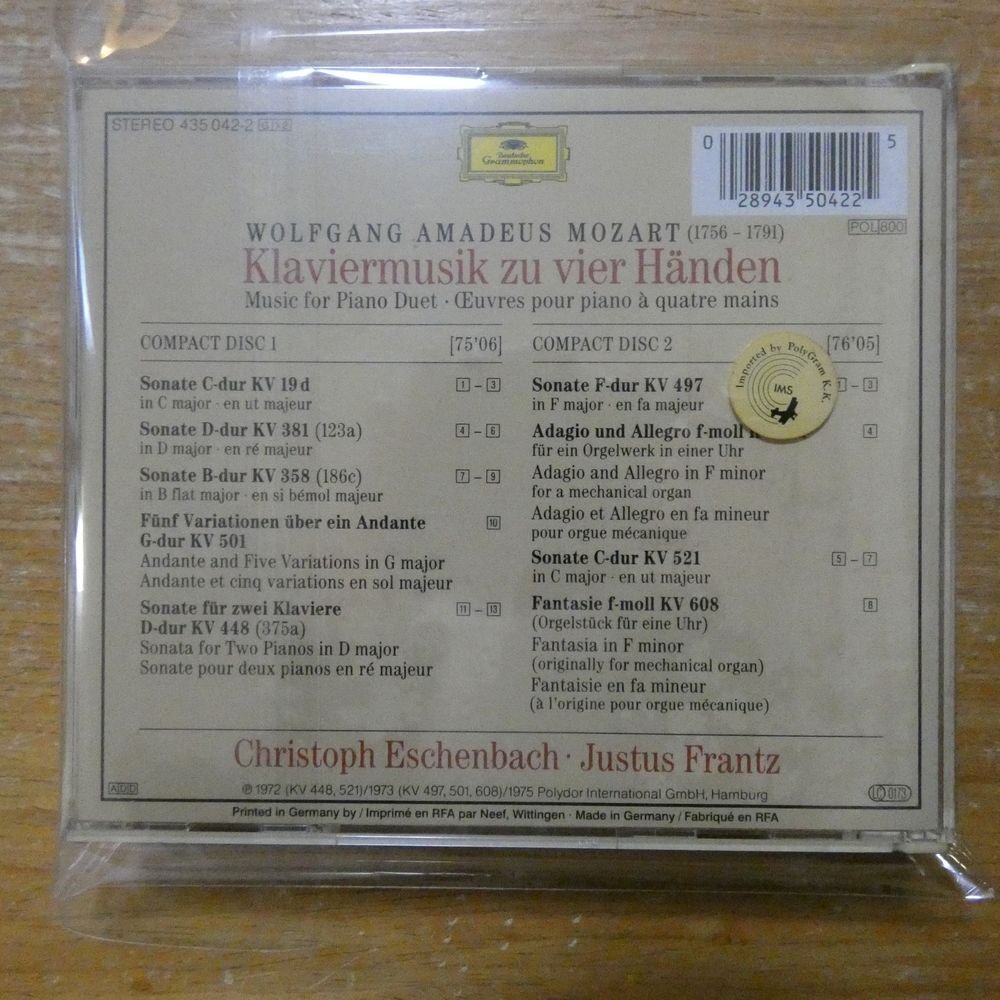 STEREO 435 042-2 GD2
Deutsche
Grammophon
0 28943 50422 5
POL 800
WOLFGANG AMADEUS MOZART (1756 – 1791)
Klaviermusik zu vier Händen
Music for Piano Duet · Œuvres pour piano à quatre mains
COMPACT DISC 1 [75'06]
Sonate C-dur KV 19 d 1 – 3
in C major · en ut majeur
Sonate D-dur KV 381 (123a) 4 – 6
in D major · en ré majeur
Sonate B-dur KV 358 (186c) 7 – 9
in B flat major · en si bémol majeur
Fünf Variationen über ein Andante 10
G-dur KV 501
Andante and Five Variations in G major
Andante et cinq variations en sol majeur
Sonate für zwei Klaviere 11 – 13
D-dur KV 448 (375a)
Sonata for Two Pianos in D major
Sonate pour deux pianos en ré majeur
COMPACT DISC 2 [76'05]
Sonate F-dur KV 497 1 – 3
in F major · en fa majeur
Adagio und Allegro f-moll 4
für ein Orgelwerk in einer Uhr
Adagio and Allegro in F minor
for a mechanical organ
Adagio et Allegro en fa mineur
pour orgue mécanique
Sonate C-dur KV 521 5 – 7
in C major · en ut majeur
Fantasie f-moll KV 608 8
(Orgelstück für eine Uhr)
Fantasia in F minor
(originally for mechanical organ)
Fantaisie en fa mineur
(à l'origine pour orgue mécanique)
Imported by PolyGram K.K.
IMS
Christoph Eschenbach · Justus Frantz
ADD
℗ 1972 (KV 448, 521)/1973 (KV 497, 501, 608)/1975 Polydor International GmbH, Hamburg
LC 0173
Printed in Germany by / Imprimé en RFA par Neef, Wittingen · Made in Germany / Fabriqué en RFA